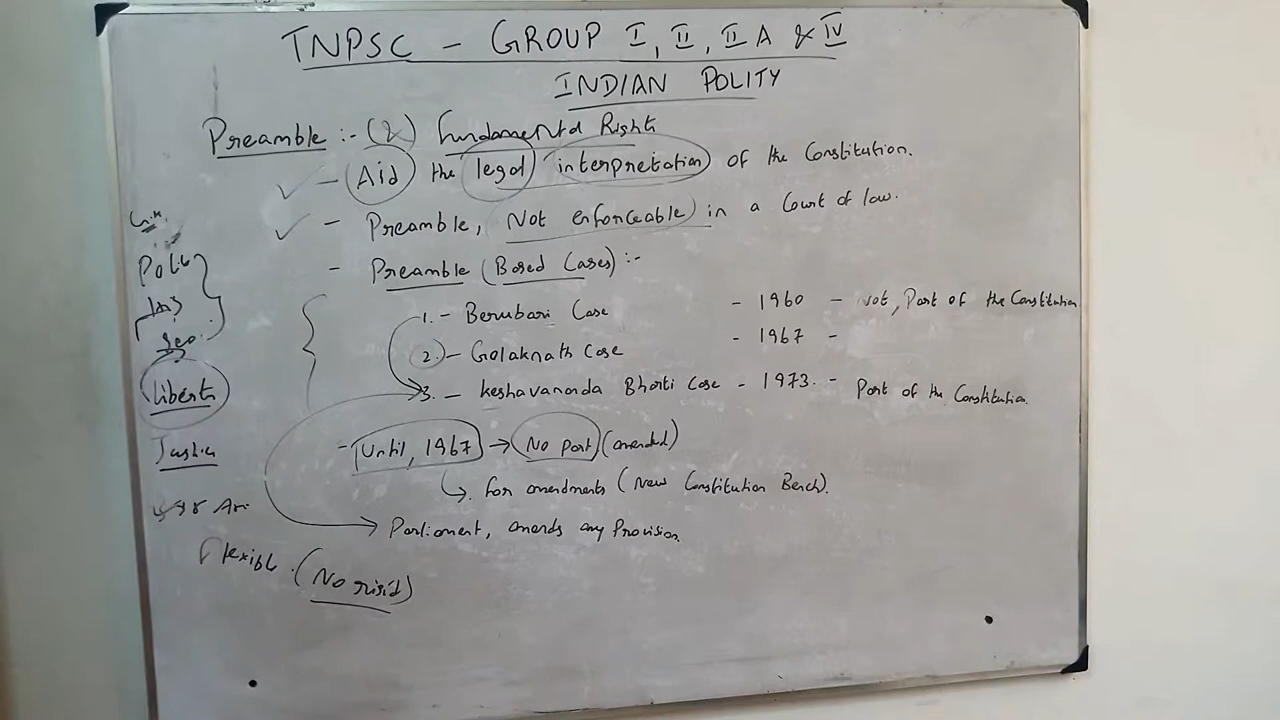 TNPSC - GROUP I, II, II A & IV
INDIAN POLITY
Preamble :- (2) Fundamental Right
- Aid the legal interpretation of the Constitution.
- Preamble, Not enforceable in a Court of law.
- Preamble (Based Cases) :-
1. - Berubari Case - 1960 - Not, Part of the Constitution
2. - Golaknath Case - 1967 -
3. - Keshavananda Bharti Case - 1973. - Part of the Constitution.
- Until, 1967 → No Part (amended)
For amendments (New Constitution Bench).
Parliament, amends any Provision.
Flexible. (No rigid)
liberty
Justice